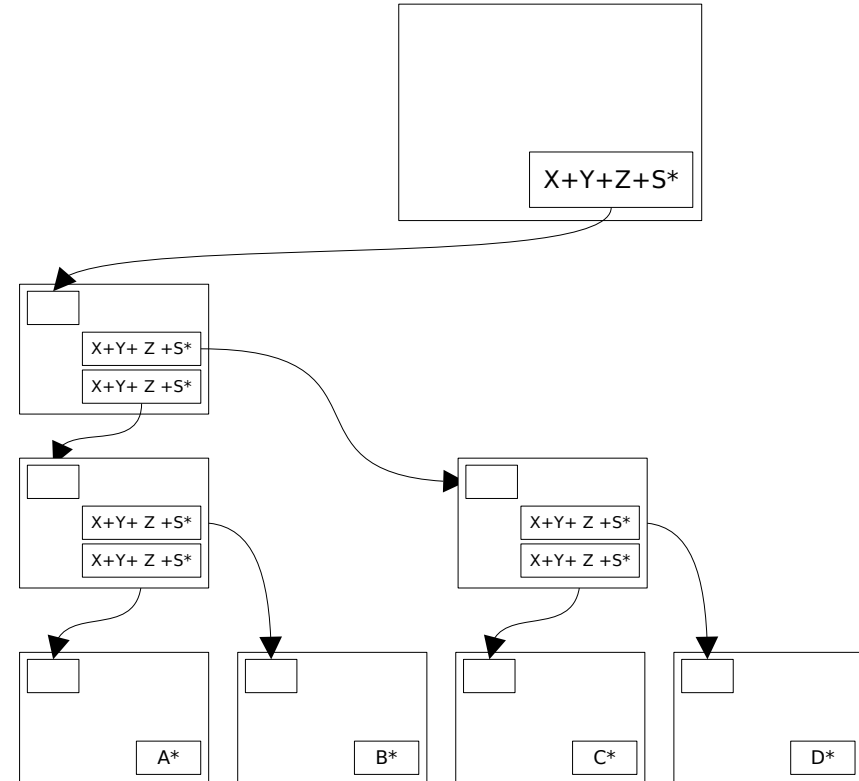 X+Y+Z+S*
X+Y+ Z +S*
X+Y+ Z +S*
X+Y+ Z +S*
X+Y+ Z +S*
X+Y+ Z +S*
X+Y+ Z +S*
A*
B*
C*
D*